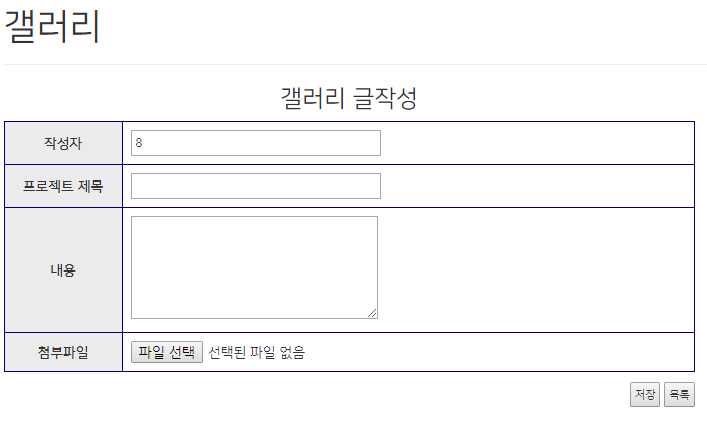 갤러리
갤러리 글작성
작성자 8
프로젝트 제목
내용
첨부파일 파일 선택 선택된 파일 없음
저장 목록